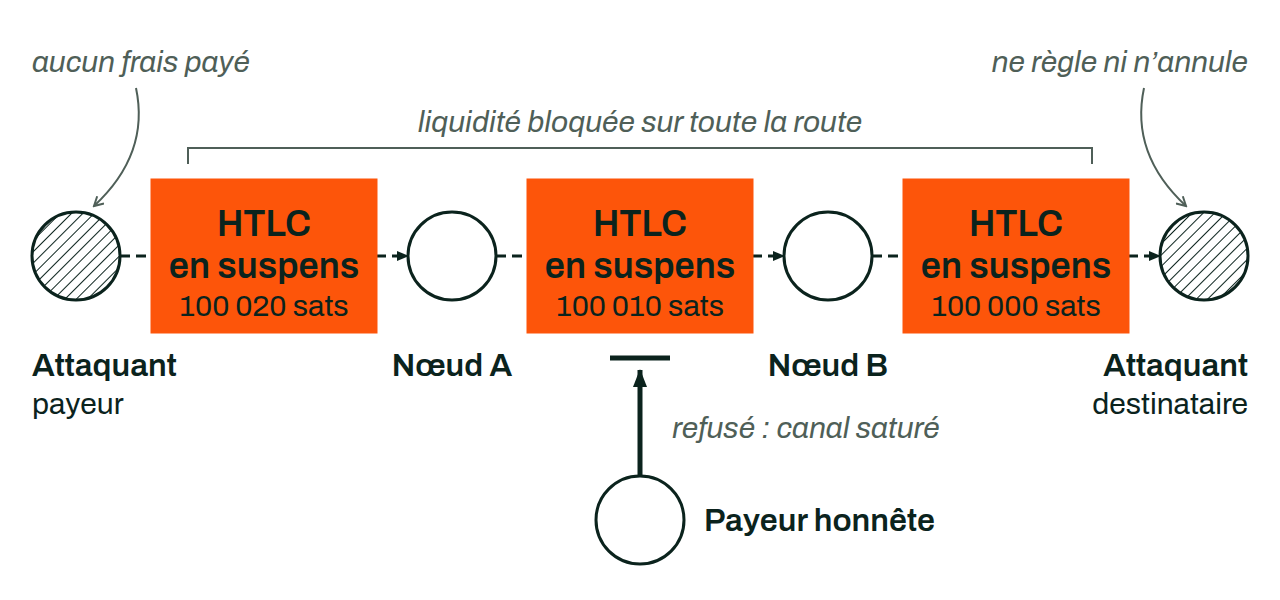 aucun frais payé
ne règle ni n’annule
liquidité bloquée sur toute la route
HTLC
en suspens
100 020 sats
HTLC
en suspens
100 010 sats
HTLC
en suspens
100 000 sats
Attaquant
payeur
Nœud A
Nœud B
Attaquant
destinataire
refusé : canal saturé
Payeur honnête